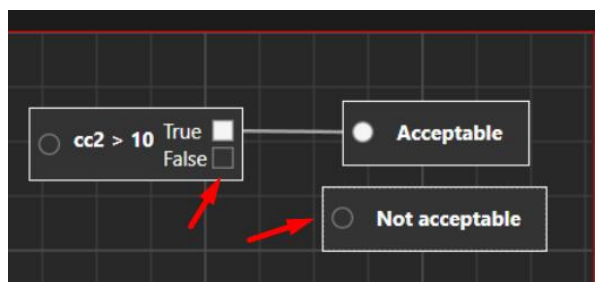 cc2 > 10
True
False
Acceptable
Not acceptable